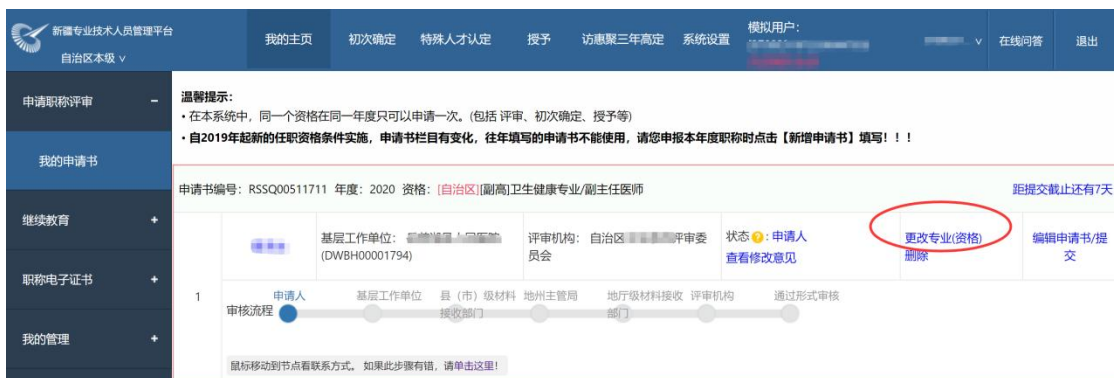 新疆专业技术人员管理平台
自治区本级
我的主页 初次确定 特殊人才认定 授予 访惠聚三年高定 系统设置 模拟用户: 在线问答 退出
申请职称评审
我的申请书
继续教育
职称电子证书
我的管理
温馨提示:
• 在本系统中，同一个资格在同一年度只可以申请一次。(包括 评审、初次确定、授予等)
• 自2019年起新的任职资格条件实施，申请书栏目有变化，往年填写的申请书不能使用，请您申报本年度职称时点击【新增申请书】填写！！！
申请书编号: RSSQ00511711 年度: 2020 资格: [自治区][副高]卫生健康专业/副主任医师 距提交截止还有7天
1
基层工作单位:
(DWBH00001794)
评审机构: 自治区 评审委
员会
状态 : 申请人
查看修改意见
更改专业(资格)
删除
编辑申请书/提
交
审核流程
申请人
基层工作单位
县（市）级材料
接收部门
地州主管局
地厅级材料接收
部门
评审机构
通过形式审核
鼠标移动到节点看联系方式。 如果此步骤有错，请单击这里!